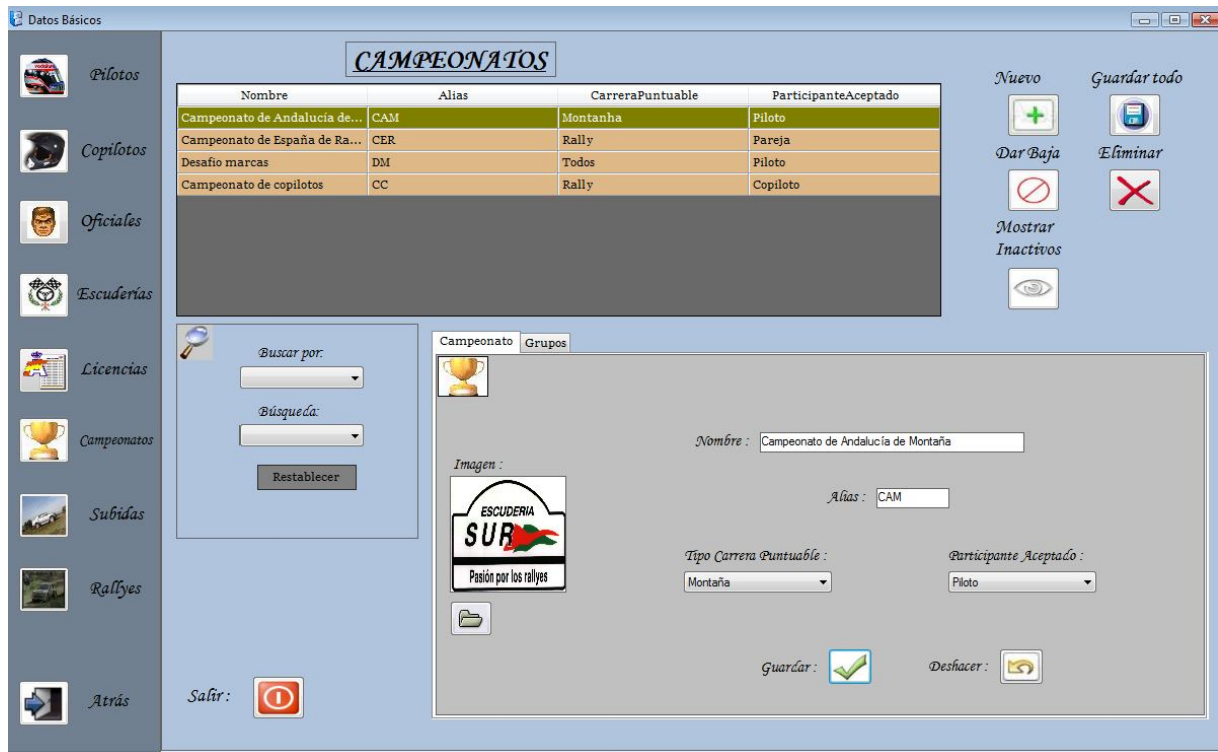 Datos Básicos
Pilotos
Copilotos
Oficiales
Escuderías
Licencias
Campeonatos
Subidas
Rallyes
Atrás
CAMPEONATOS
Nombre Alias CarreraPuntuable ParticipanteAceptado
Campeonato de Andalucía de... CAM Montanha Piloto
Campeonato de España de Ra... CER Rally Pareja
Desafio marcas DM Todos Piloto
Campeonato de copilotos CC Rally Copiloto
Nuevo Guardar todo
Dar Baja Eliminar
Mostrar
Inactivos
Buscar por:
Búsqueda:
Restablecer
Salir :
Campeonato Grupos
Nombre : Campeonato de Andalucía de Montaña
Imagen :
ESCUDERIA
SUR
Pasión por los rallyes
Alias : CAM
Tipo Carrera Puntuable : Participante Aceptado :
Montaña Piloto
Guardar : Deshacer :